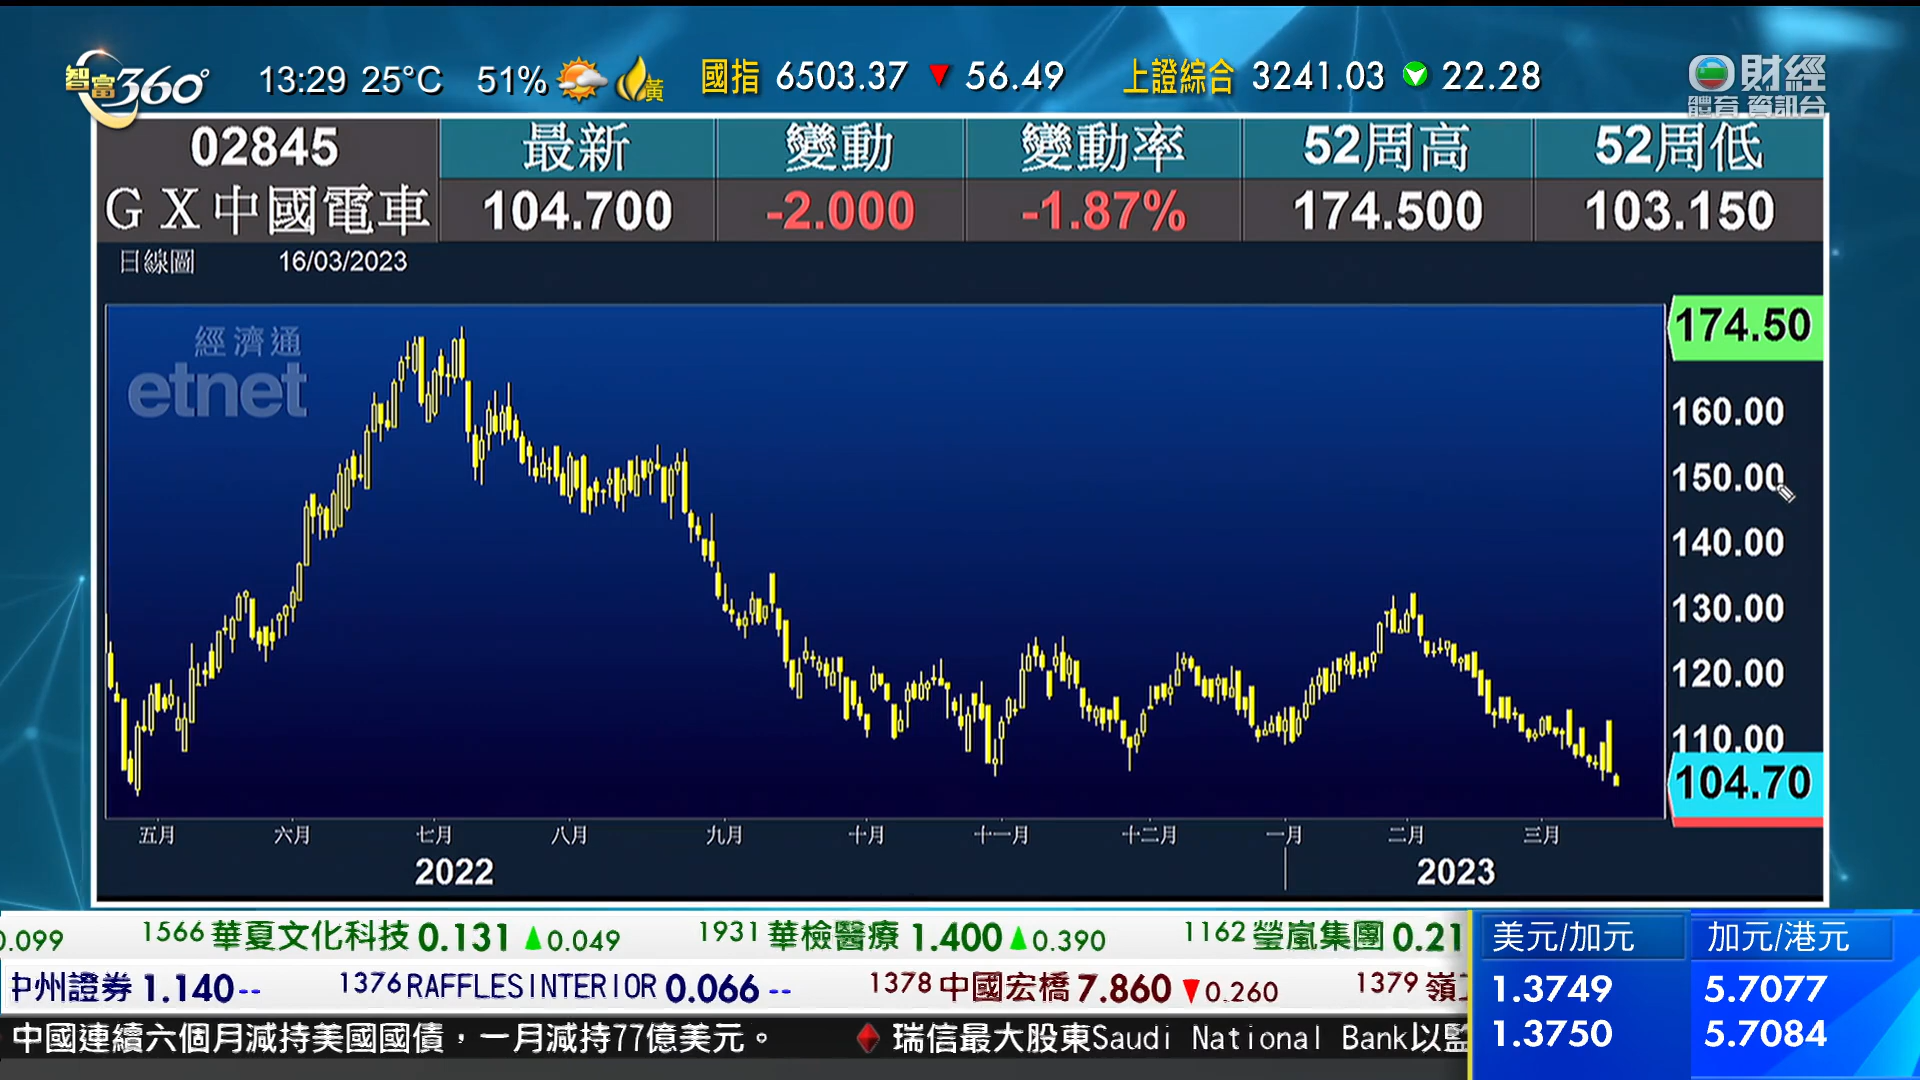 智富360°
13:29 25°C 51% 黃 國指 6503.37 ▼ 56.49 上證綜合 3241.03 22.28
財經
體育 資訊台
02845 最新 變動 變動率 52周高 52周低
GX中國電車 104.700 -2.000 -1.87% 174.500 103.150
日線圖 16/03/2023
經濟通
etnet
174.50
160.00
150.00
140.00
130.00
120.00
110.00
104.70
五月 六月 七月 八月 九月 十月 十一月 十二月 一月 二月 三月
2022 2023
0.099 1566 華夏文化科技 0.131 ▲0.049 1931 華檢醫療 1.400 ▲0.390 1162 瑩嵐集團 0.21
中州證券 1.140-- 1376 RAFFLESINTERIOR 0.066 -- 1378 中國宏橋 7.860 ▼0.260 1379
中國連續六個月減持美國國債，一月減持77億美元。 瑞信最大股東Saudi National Bank以監
美元/加元 加元/港元
1.3749 5.7077
1.3750 5.7084